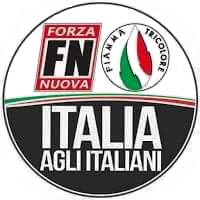 FORZA
FN
NUOVA
FIAMMA TRICOLORE
ITALIA
AGLI ITALIANI